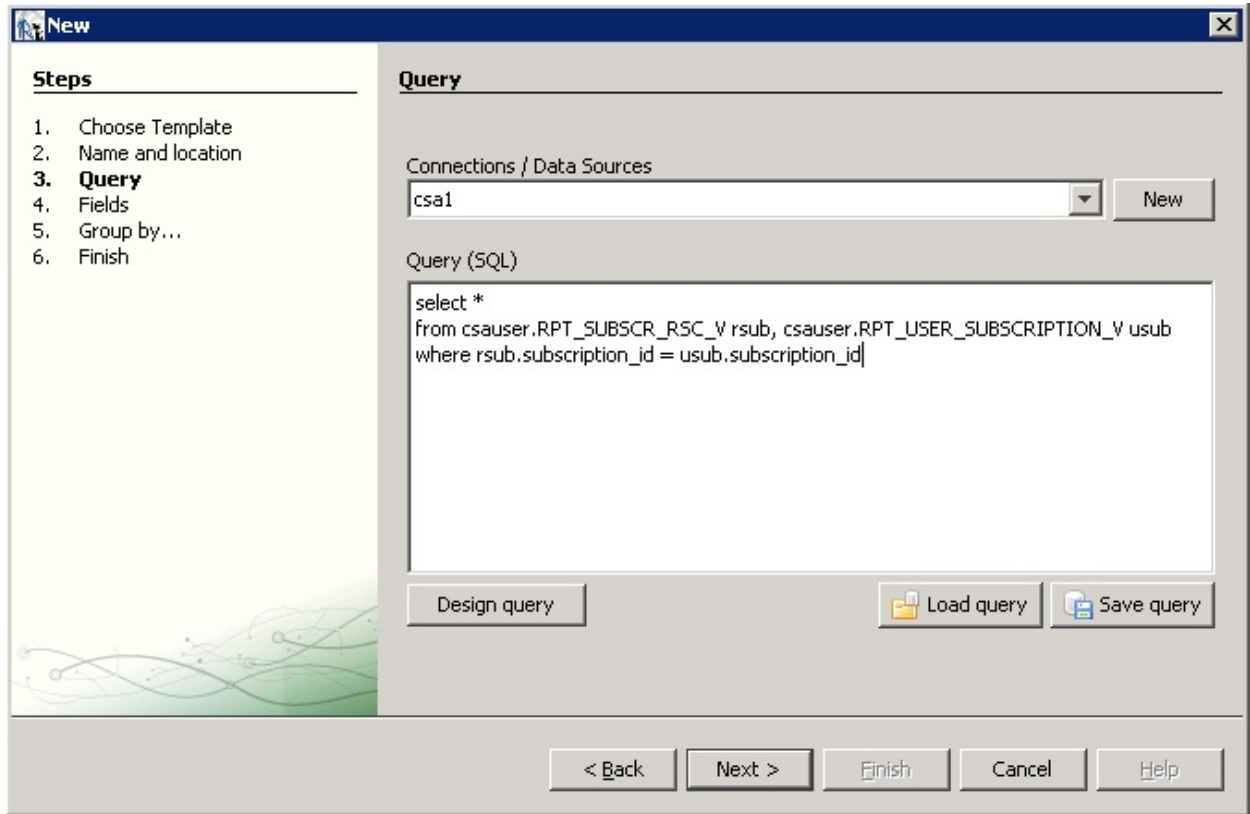 New
Steps
1. Choose Template
2. Name and location
3. Query
4. Fields
5. Group by...
6. Finish
Query
Connections / Data Sources
csa1
New
Query (SQL)
select *
from csauser.RPT_SUBSCR_RSC_V rsub, csauser.RPT_USER_SUBSCRIPTION_V usub
where rsub.subscription_id = usub.subscription_id
Design query
Load query
Save query
< Back
Next >
Finish
Cancel
Help